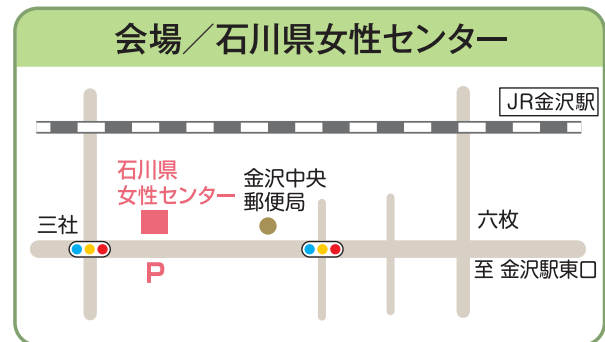 会場／石川県女性センター
JR金沢駅
石川県
女性センター
金沢中央
郵便局
三社
六枚
P
至 金沢駅東口